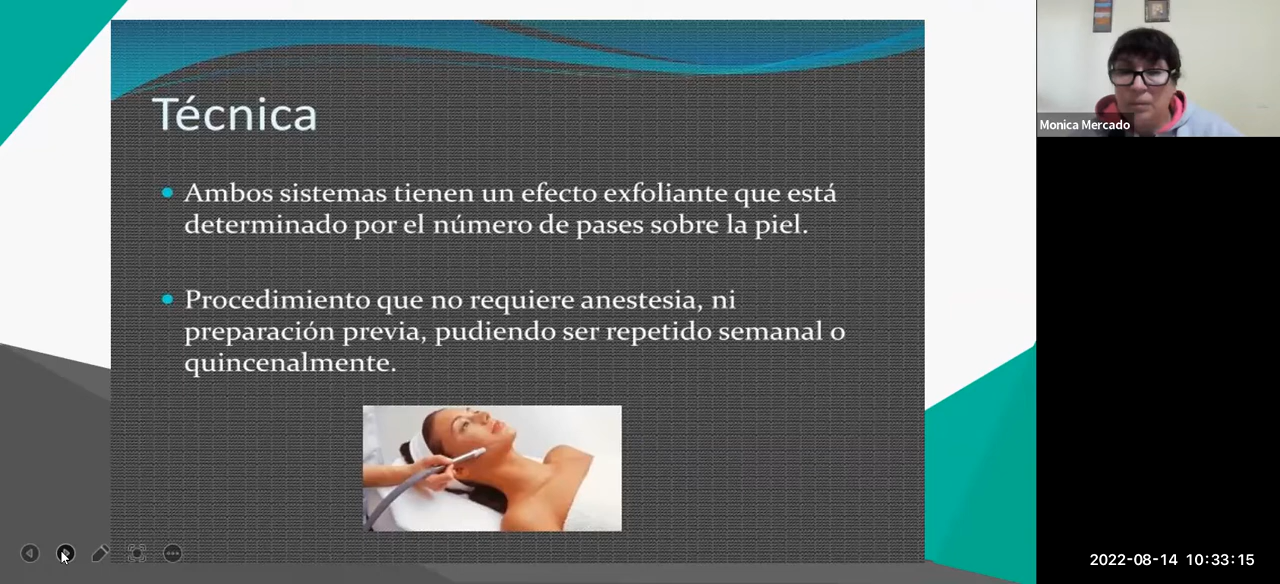 Técnica
Ambos sistemas tienen un efecto exfoliante que está
determinado por el número de pases sobre la piel.
Procedimiento que no requiere anestesia, ni
preparación previa, pudiendo ser repetido semanal o
quincenalmente.
Monica Mercado
2022-08-14 10:33:15